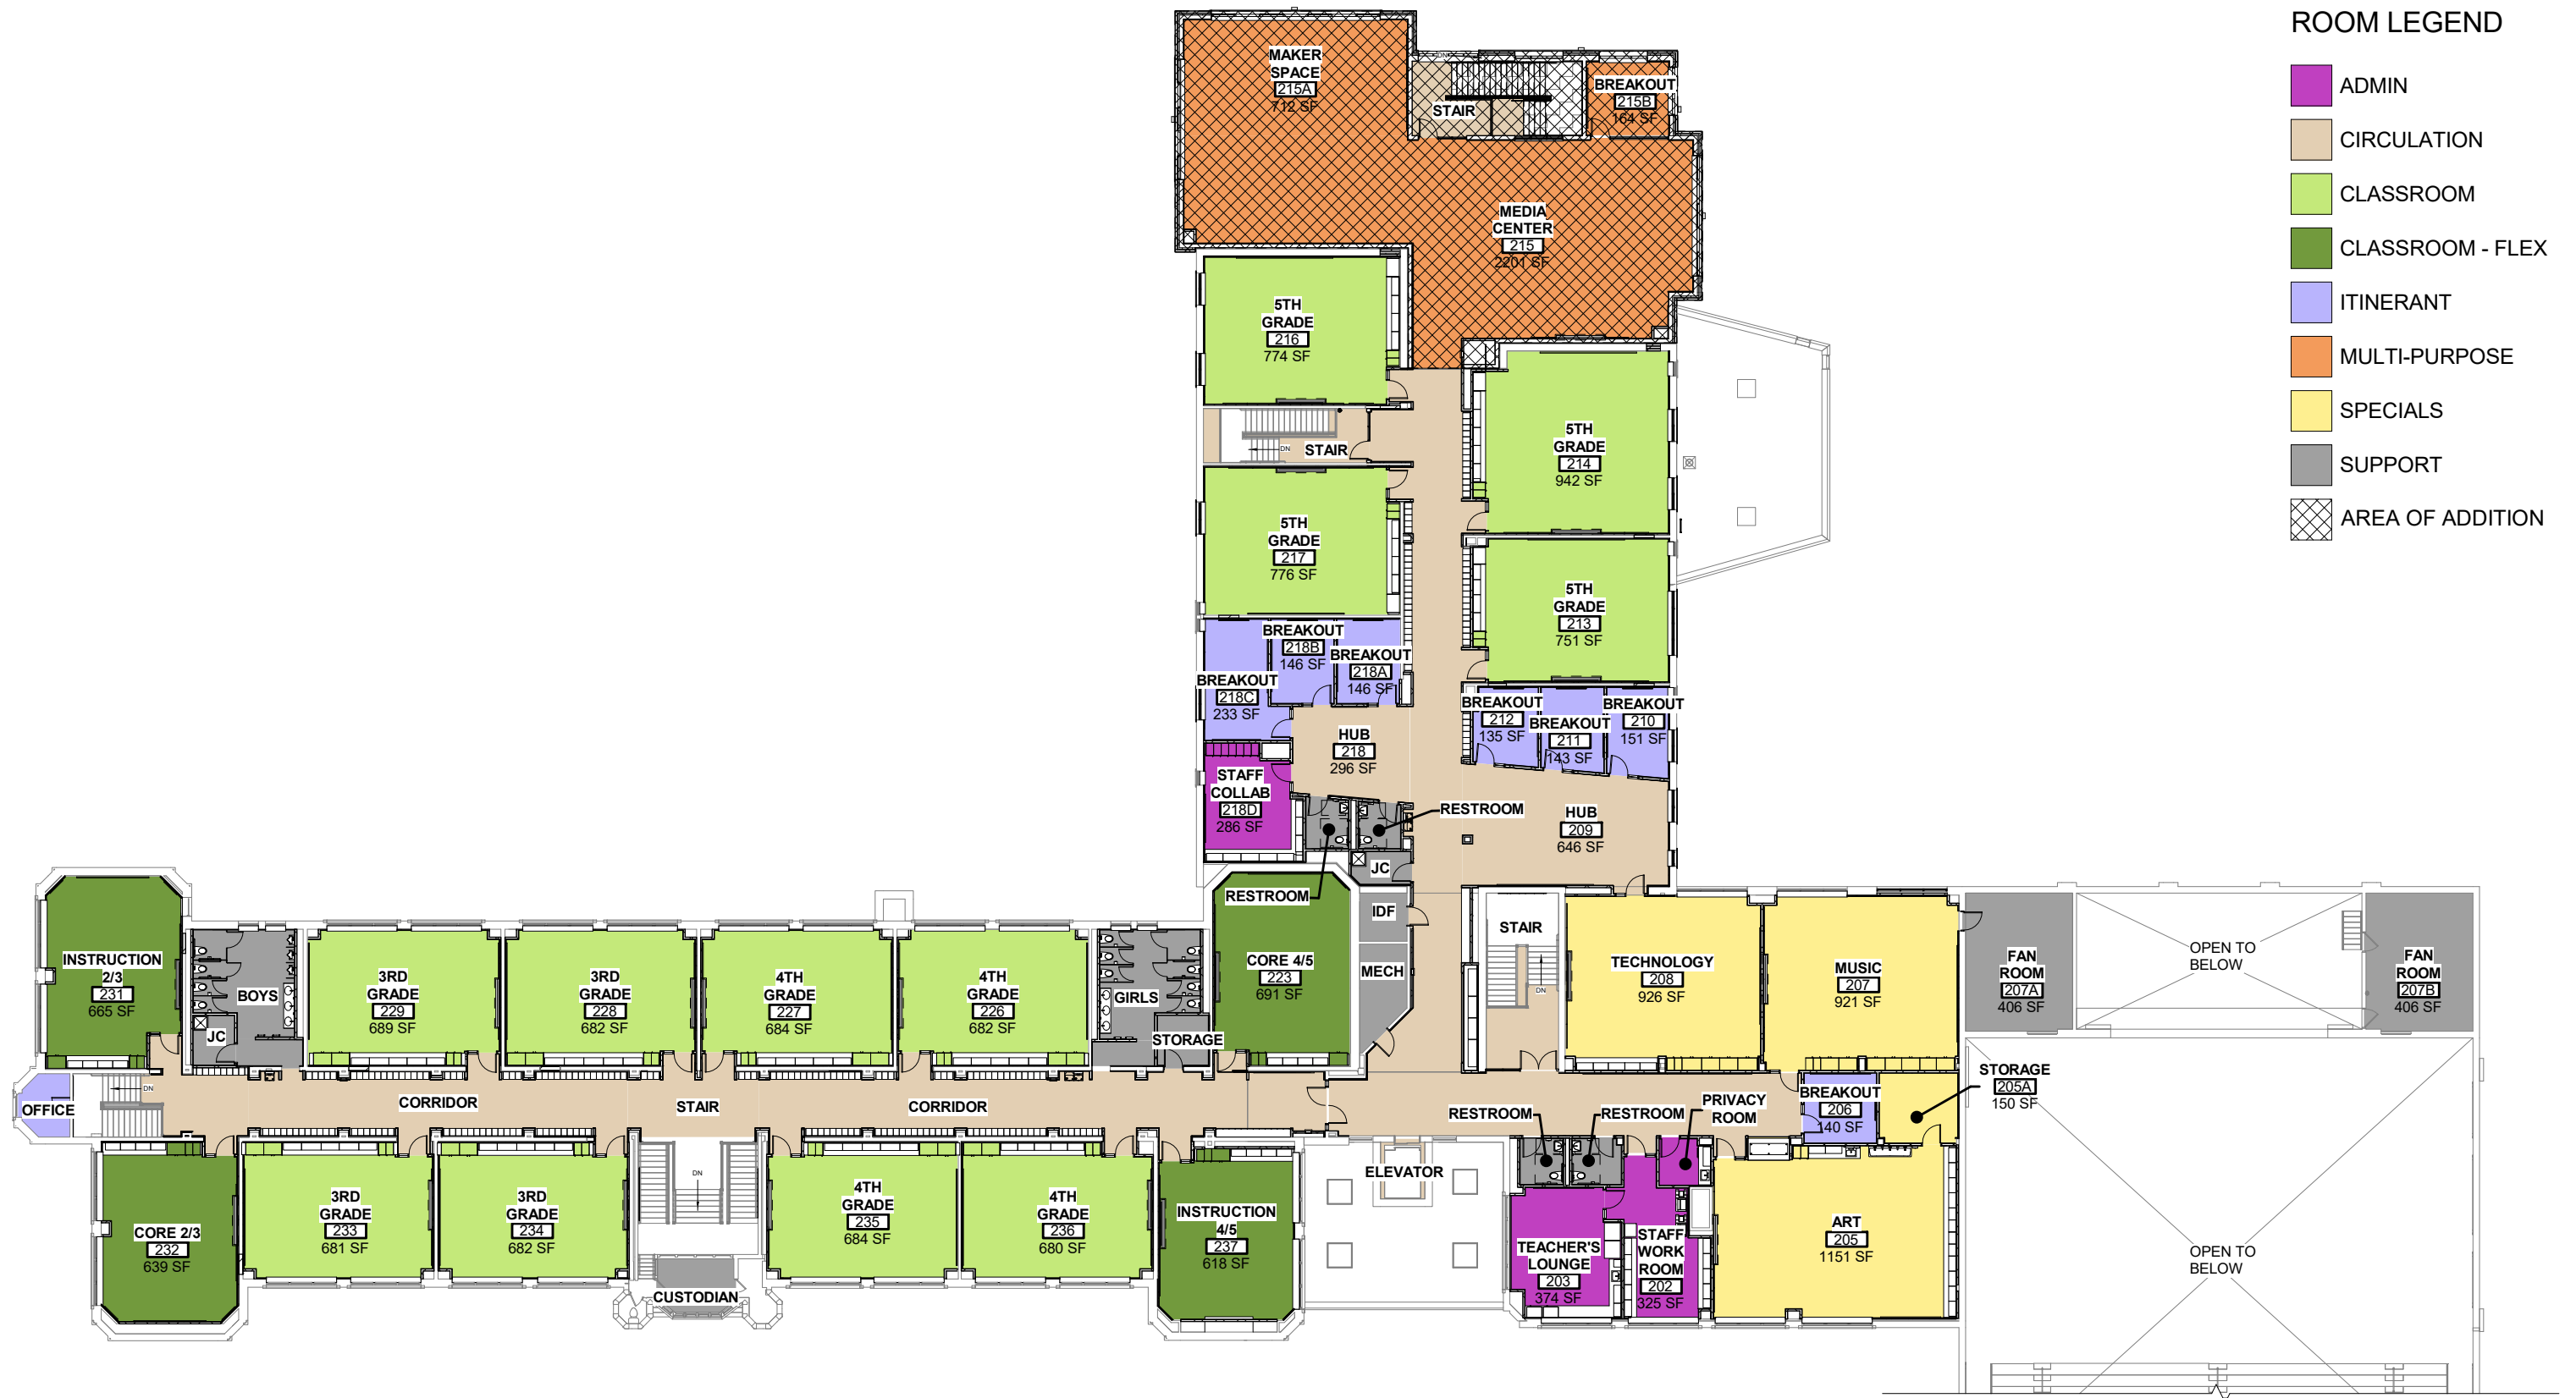 ROOM LEGEND
ADMIN
CIRCULATION
CLASSROOM
CLASSROOM - FLEX
ITINERANT
MULTI-PURPOSE
SPECIALS
SUPPORT
AREA OF ADDITION
MAKER
SPACE
215A
712 SF
STAIR
DN
BREAKOUT
215B
164 SF
MEDIA
CENTER
215
2201 SF
5TH
GRADE
216
774 SF
DN
STAIR
5TH
GRADE
214
942 SF
5TH
GRADE
217
776 SF
5TH
GRADE
213
751 SF
BREAKOUT
218B
146 SF
BREAKOUT
218A
146 SF
BREAKOUT
218C
233 SF
BREAKOUT
212
135 SF
BREAKOUT
211
143 SF
BREAKOUT
210
151 SF
HUB
218
296 SF
STAFF
COLLAB
218D
286 SF
RESTROOM
HUB
209
646 SF
JC
RESTROOM
IDF
MECH
CORE 4/5
223
691 SF
STAIR
DN
TECHNOLOGY
208
926 SF
MUSIC
207
921 SF
FAN
ROOM
207A
406 SF
OPEN TO
BELOW
FAN
ROOM
207B
406 SF
INSTRUCTION
2/3
231
665 SF
BOYS
JC
3RD
GRADE
229
689 SF
3RD
GRADE
228
682 SF
4TH
GRADE
227
684 SF
4TH
GRADE
226
682 SF
GIRLS
STORAGE
OFFICE
DN
CORRIDOR
STAIR
CORRIDOR
RESTROOM
RESTROOM
PRIVACY
ROOM
BREAKOUT
206
140 SF
STORAGE
205A
150 SF
CORE 2/3
232
639 SF
3RD
GRADE
233
681 SF
3RD
GRADE
234
682 SF
DN
CUSTODIAN
4TH
GRADE
235
684 SF
4TH
GRADE
236
680 SF
INSTRUCTION
4/5
237
618 SF
ELEVATOR
TEACHER'S
LOUNGE
203
374 SF
STAFF
WORK
ROOM
202
325 SF
ART
205
1151 SF
OPEN TO
BELOW